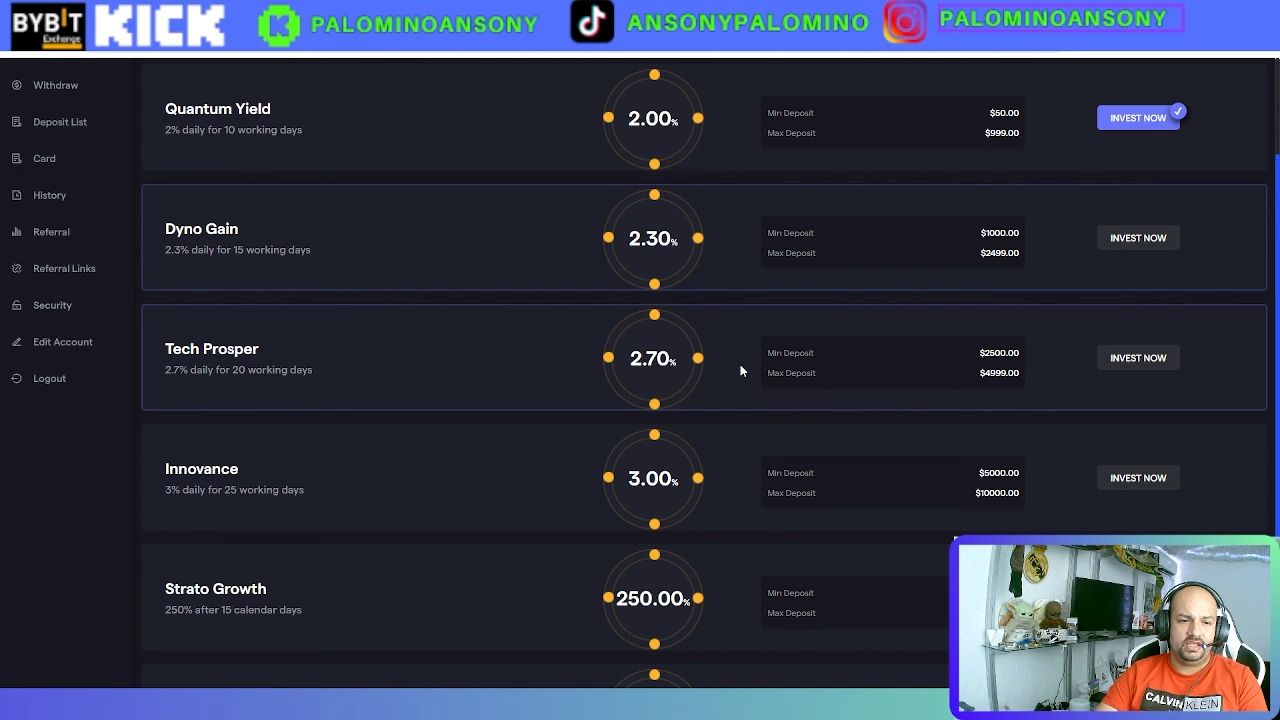 BYBIT
Exchange
KICK
PALOMINOANSONY
ANSONYPALOMINO
PALOMINOANSONY
Withdraw
Deposit List
Card
History
Referral
Referral Links
Security
Edit Account
Logout
Quantum Yield
2% daily for 10 working days
2.00%
Min Deposit $50.00
Max Deposit $999.00
INVEST NOW
Dyno Gain
2.3% daily for 15 working days
2.30%
Min Deposit $1000.00
Max Deposit $2499.00
INVEST NOW
Tech Prosper
2.7% daily for 20 working days
2.70%
Min Deposit $2500.00
Max Deposit $4999.00
INVEST NOW
Innovance
3% daily for 25 working days
3.00%
Min Deposit $5000.00
Max Deposit $10000.00
INVEST NOW
Strato Growth
250% after 15 calendar days
250.00%
Min Deposit
Max Deposit
CALVIN KLEIN